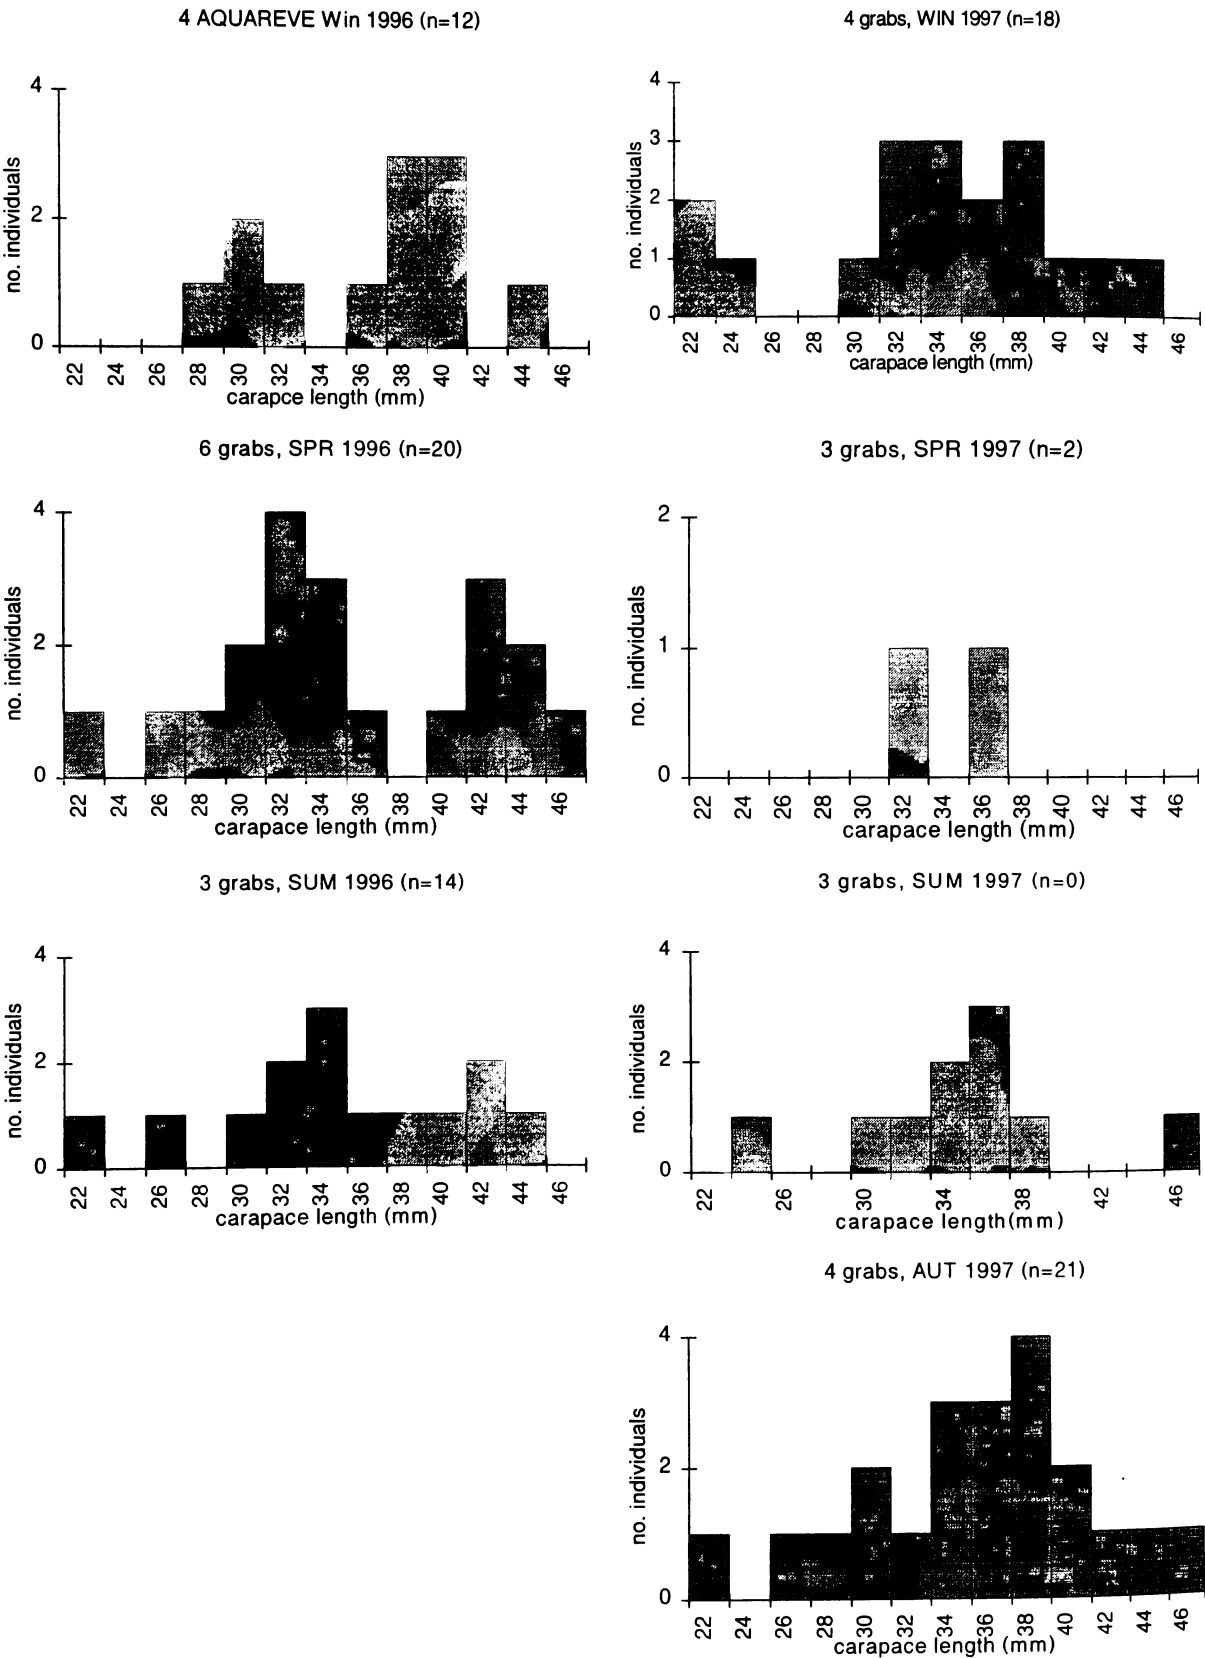 4 AQUAREVE Win 1996 (n=12)
no. individuals
4
2
0
22 24 26 28 30 32 34 36 38 40 42 44 46
carapce length (mm)
4 grabs, WIN 1997 (n=18)
no. individuals
4
3
2
1
0
22 24 26 28 30 32 34 36 38 40 42 44 46
carapace length (mm)
6 grabs, SPR 1996 (n=20)
no. individuals
4
2
0
22 24 26 28 30 32 34 36 38 40 42 44 46
carapace length (mm)
3 grabs, SPR 1997 (n=2)
no. individuals
2
1
0
22 24 26 28 30 32 34 36 38 40 42 44 46
carapace length (mm)
3 grabs, SUM 1996 (n=14)
no. individuals
4
2
0
22 24 26 28 30 32 34 36 38 40 42 44 46
carapace length (mm)
3 grabs, SUM 1997 (n=0)
no. individuals
4
2
0
22 26 30 34 38 42 46
carapace length(mm)
4 grabs, AUT 1997 (n=21)
no. individuals
4
2
0
22 24 26 28 30 32 34 36 38 40 42 44 46
carapace length (mm)